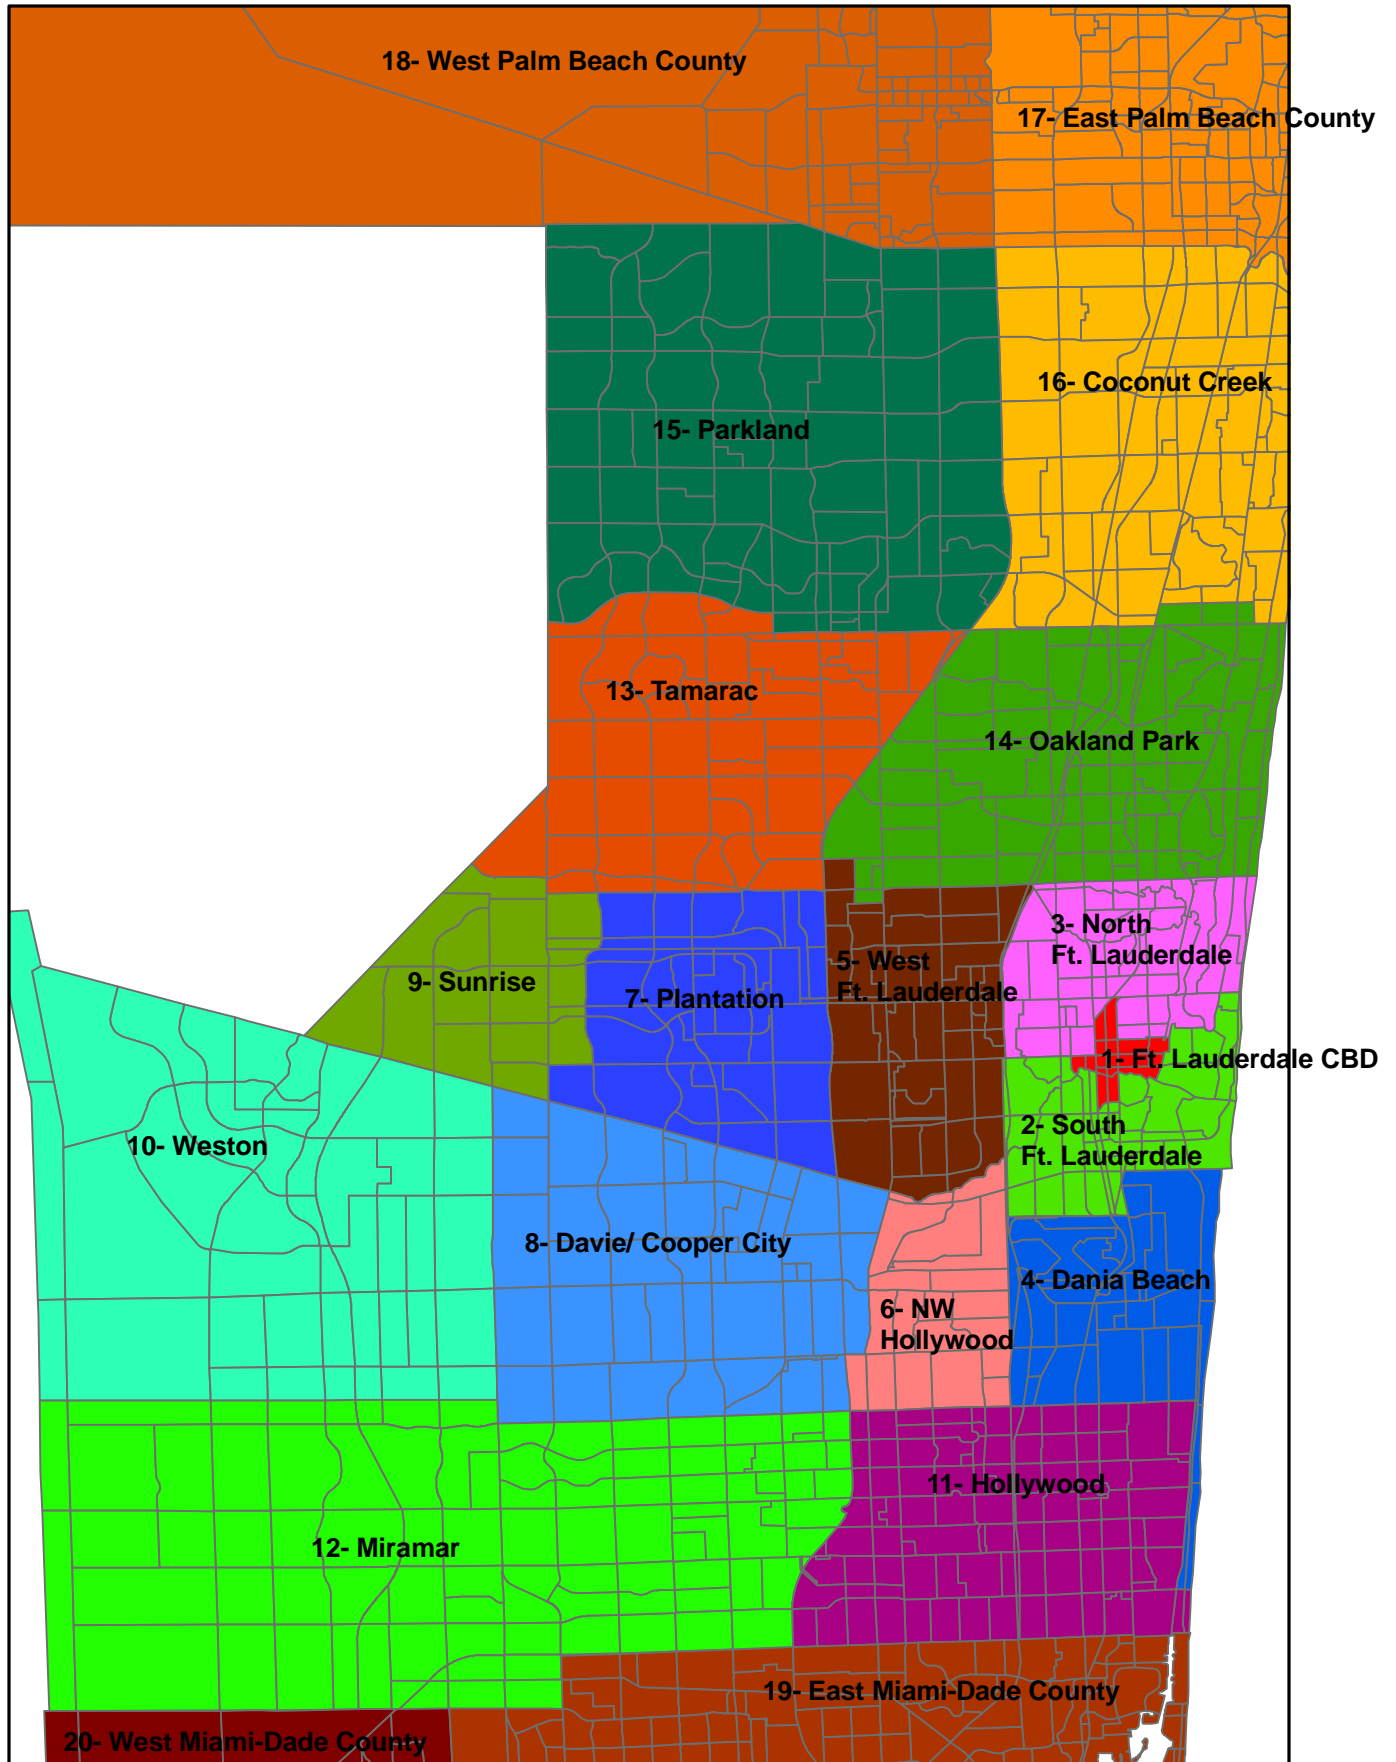 18- West Palm Beach County
17- East Palm Beach County
16- Coconut Creek
15- Parkland
13- Tamarac
14- Oakland Park
3- North
Ft. Lauderdale
5- West
Ft. Lauderdale
9- Sunrise
7- Plantation
1- Ft. Lauderdale CBD
2- South
Ft. Lauderdale
10- Weston
8- Davie/ Cooper City
4- Dania Beach
6- NW
Hollywood
11- Hollywood
12- Miramar
19- East Miami-Dade County
20- West Miami-Dade County